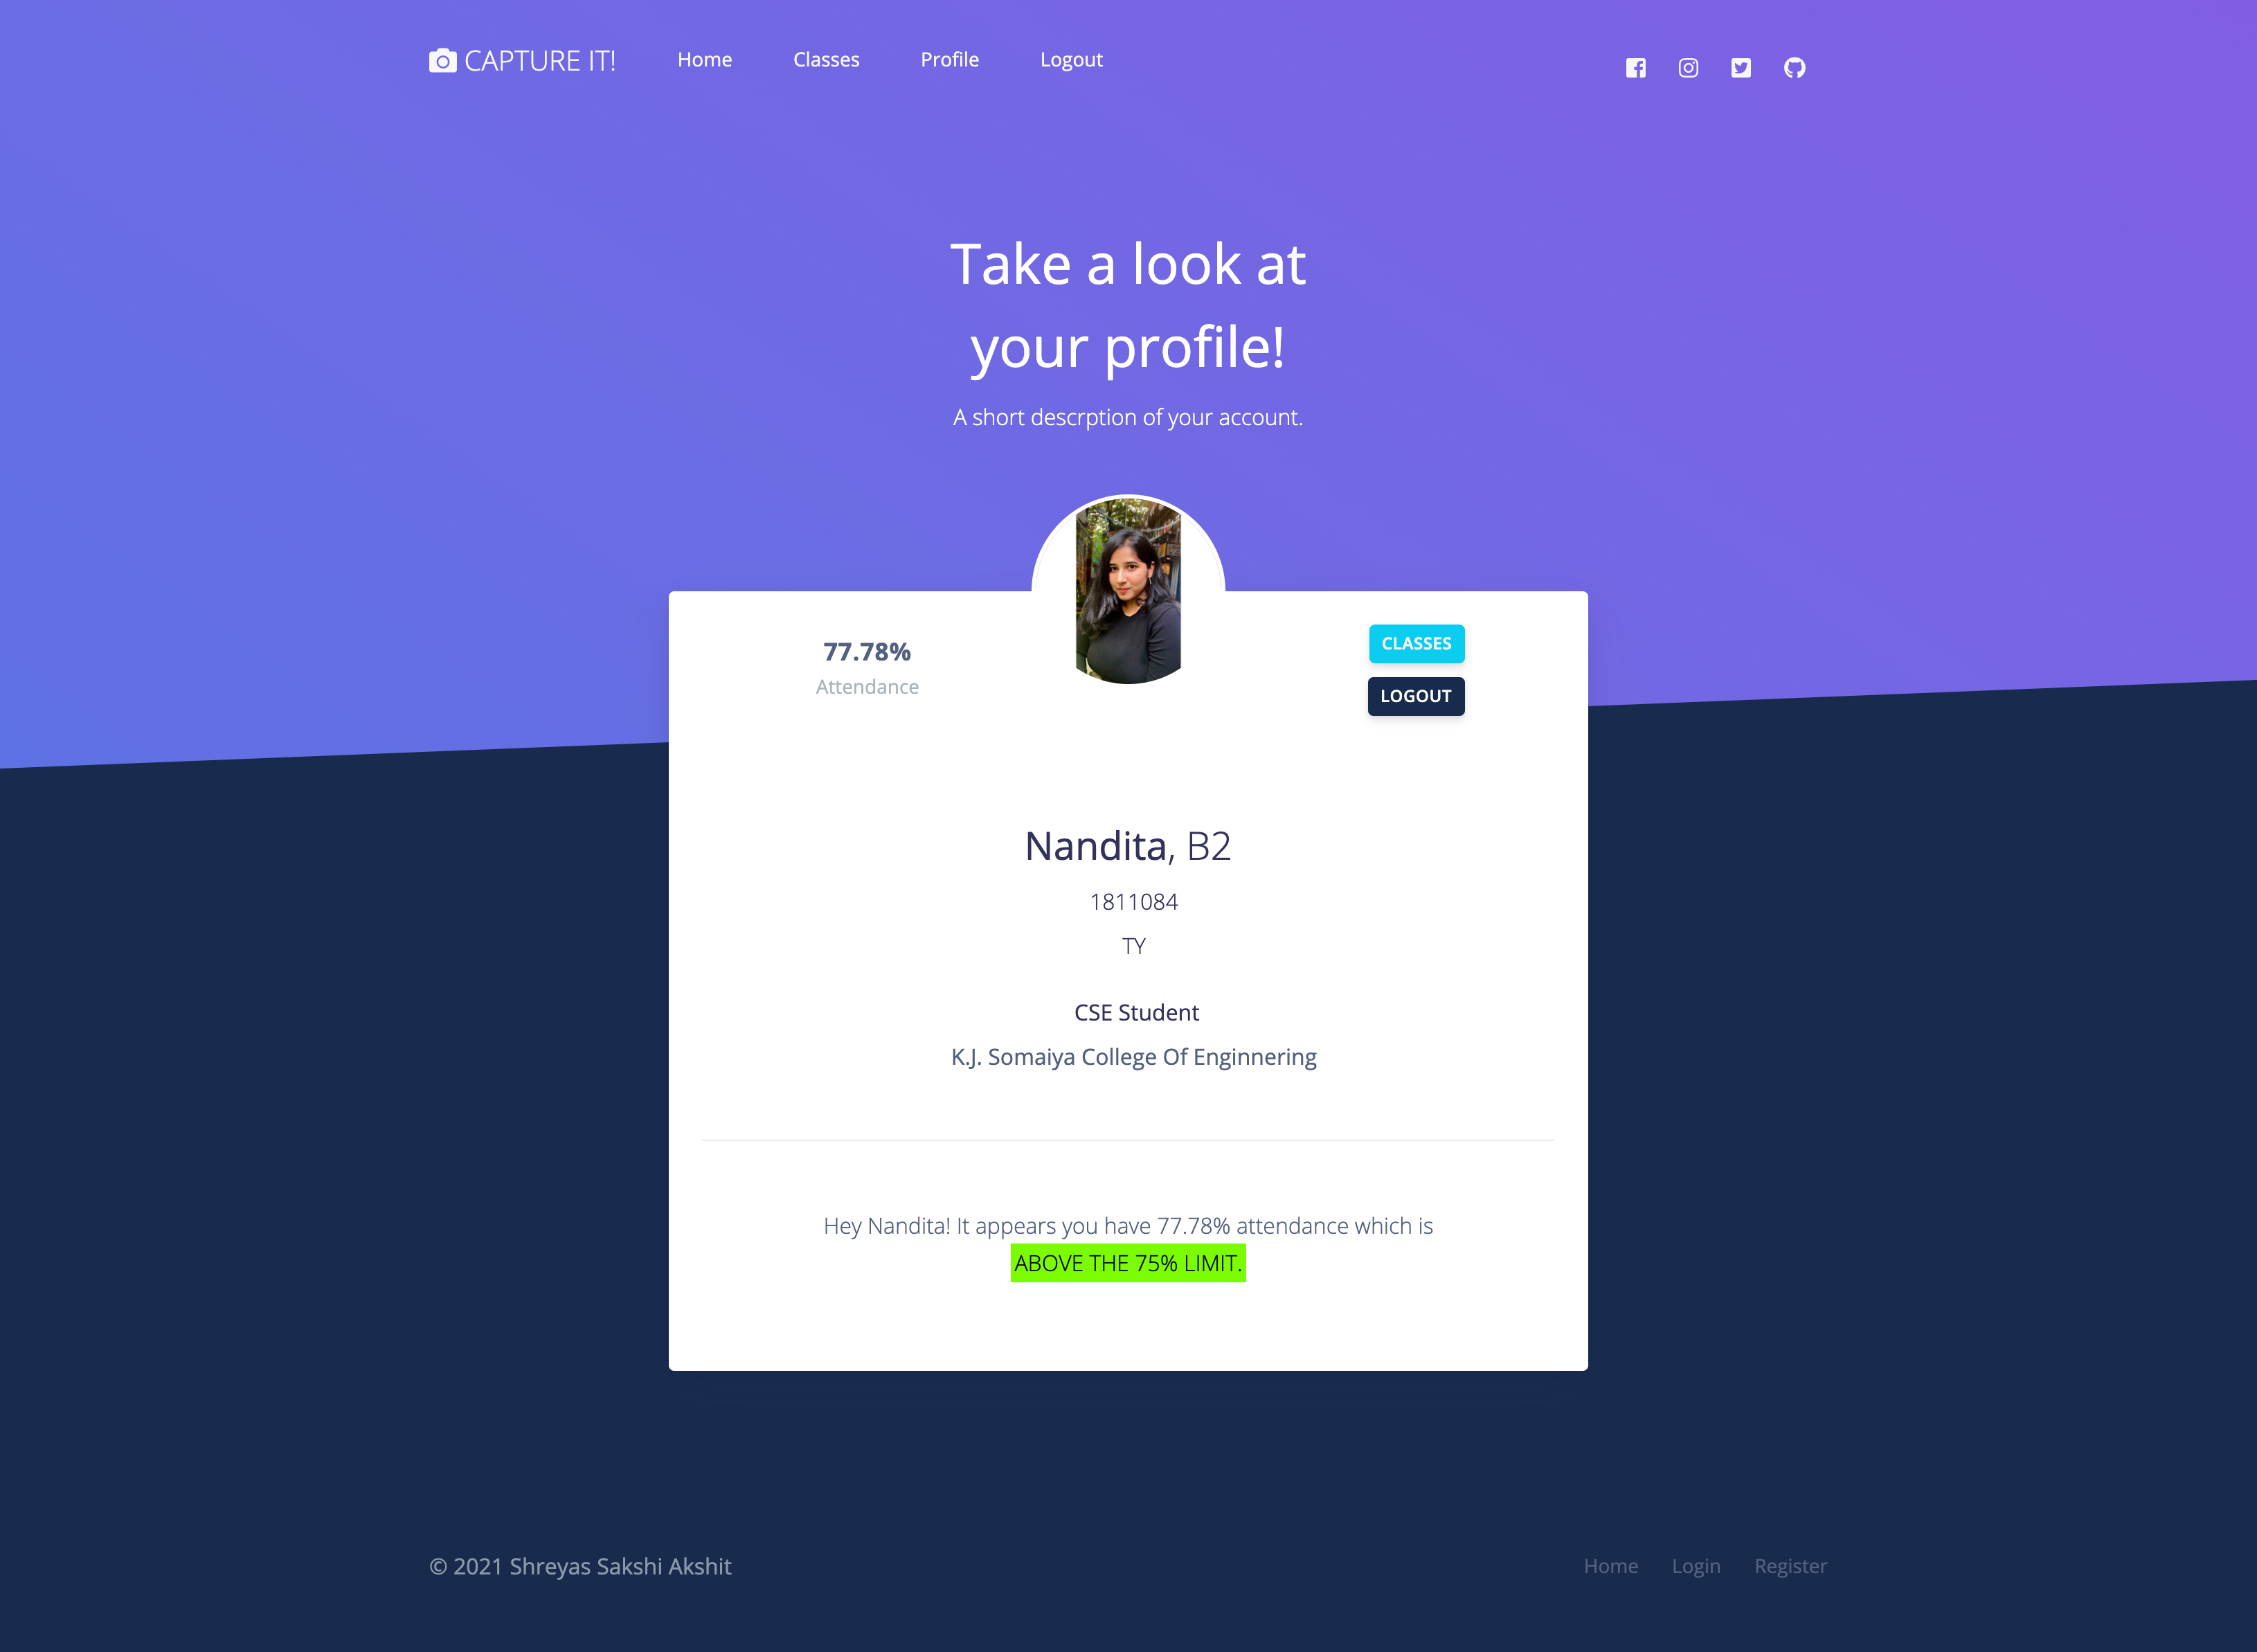 CAPTURE IT! Home Classes Profile Logout
Take a look at
your profile!
A short descrption of your account.
77.78%
Attendance
CLASSES
LOGOUT
Nandita, B2
1811084
TY
CSE Student
K.J. Somaiya College Of Enginnering
Hey Nandita! It appears you have 77.78% attendance which is
ABOVE THE 75% LIMIT.
© 2021 Shreyas Sakshi Akshit Home Login Register